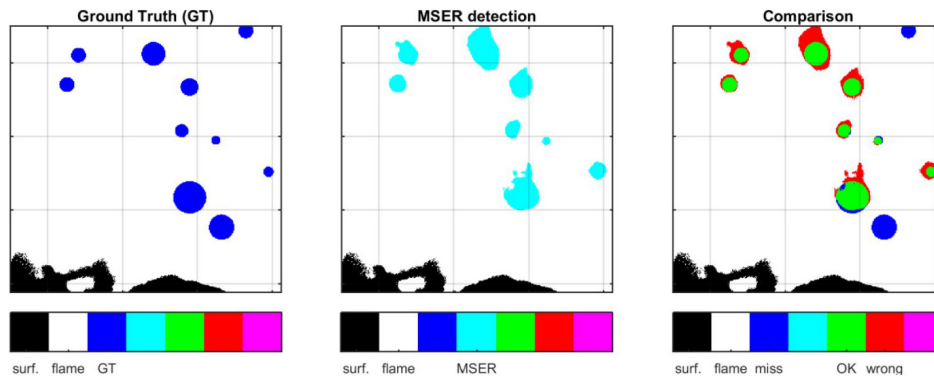 Ground Truth (GT)
MSER detection
Comparison
surf. flame GT
surf. flame MSER
surf. flame miss OK wrong